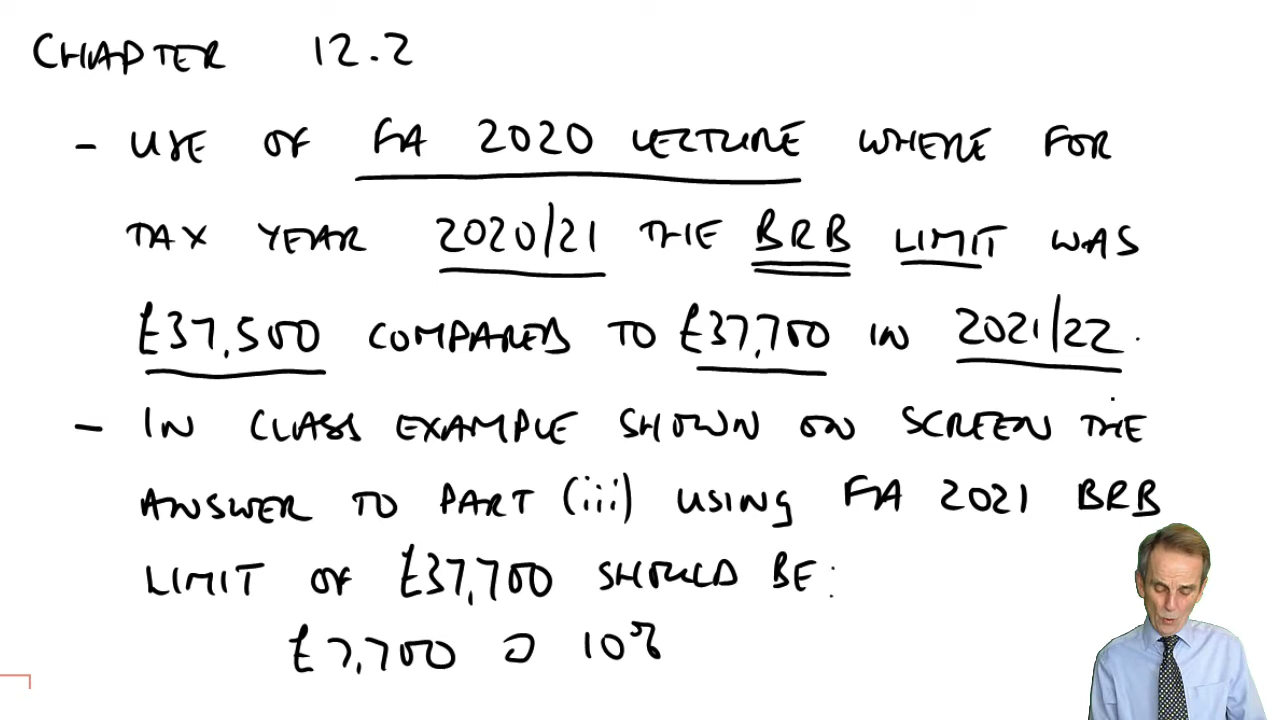 CHAPTER 12.2
- USE OF FA 2020 LECTURE WHERE FOR
TAX YEAR 2020/21 THE BRB LIMIT WAS
£37,500 COMPARED TO £37,700 IN 2021/22.
- IN CLASS EXAMPLE SHOWN ON SCREEN THE
ANSWER TO PART (iii) USING FA 2021 BRB
LIMIT OF £37,700 SHOULD BE:
£7,700 @ 10%